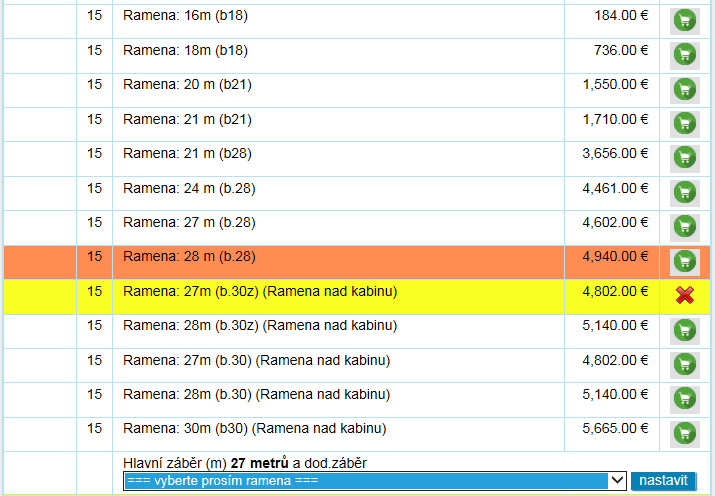 15 Ramena: 16m (b18) 184.00 €
15 Ramena: 18m (b18) 736.00 €
15 Ramena: 20 m (b21) 1,550.00 €
15 Ramena: 21 m (b21) 1,710.00 €
15 Ramena: 21 m (b28) 3,656.00 €
15 Ramena: 24 m (b.28) 4,461.00 €
15 Ramena: 27 m (b.28) 4,602.00 €
15 Ramena: 28 m (b.28) 4,940.00 €
15 Ramena: 27m (b.30z) (Ramena nad kabinu) 4,802.00 €
15 Ramena: 28m (b.30z) (Ramena nad kabinu) 5,140.00 €
15 Ramena: 27m (b.30) (Ramena nad kabinu) 4,802.00 €
15 Ramena: 28m (b.30) (Ramena nad kabinu) 5,140.00 €
15 Ramena: 30m (b30) (Ramena nad kabinu) 5,665.00 €
Hlavní záběr (m) 27 metrů a dod.záběr
=== vyberte prosím ramena === nastavit